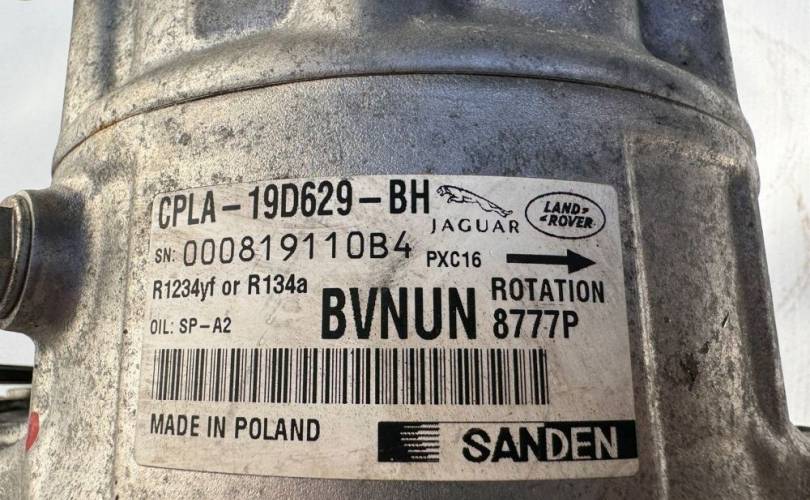 CPLA-19D629-BH
JAGUAR
LAND-
-ROVER
SN: 000819110B4
PXC16
R1234yf or R134a
ROTATION
OIL: SP-A2
BVNUN
8777P
MADE IN POLAND
SANDEN